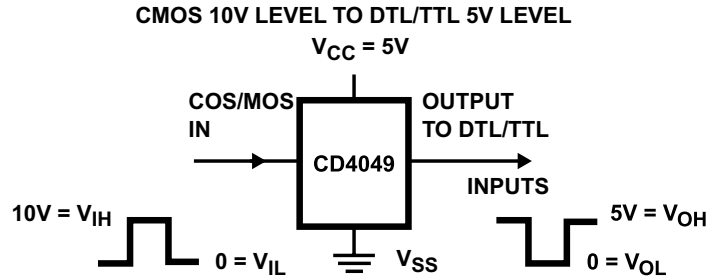 CMOS 10V LEVEL TO DTL/TTL 5V LEVEL
VCC = 5V
COS/MOS
IN
OUTPUT
TO DTL/TTL
CD4049
INPUTS
10V = VIH
0 = VIL
VSS
5V = VOH
0 = VOL